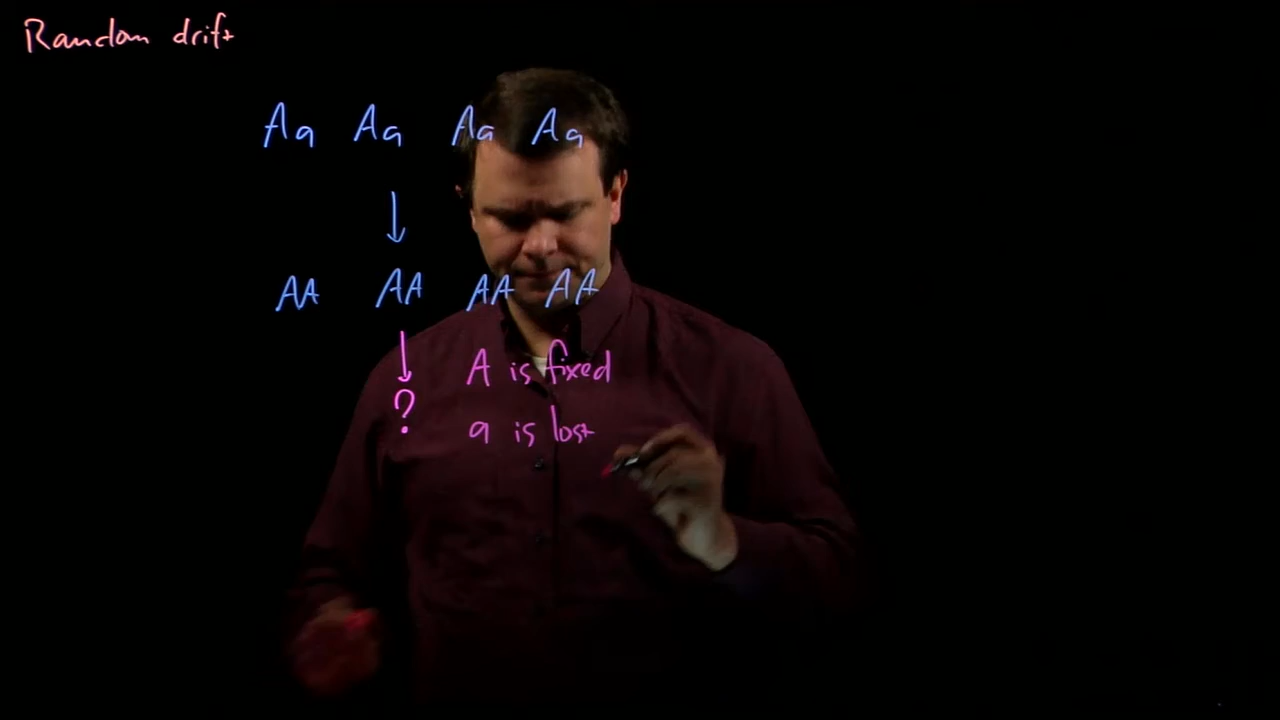 Random drift
Aa Aa Aa Aa
↓
AA AA AA AA
↓ A is fixed
? a is lost